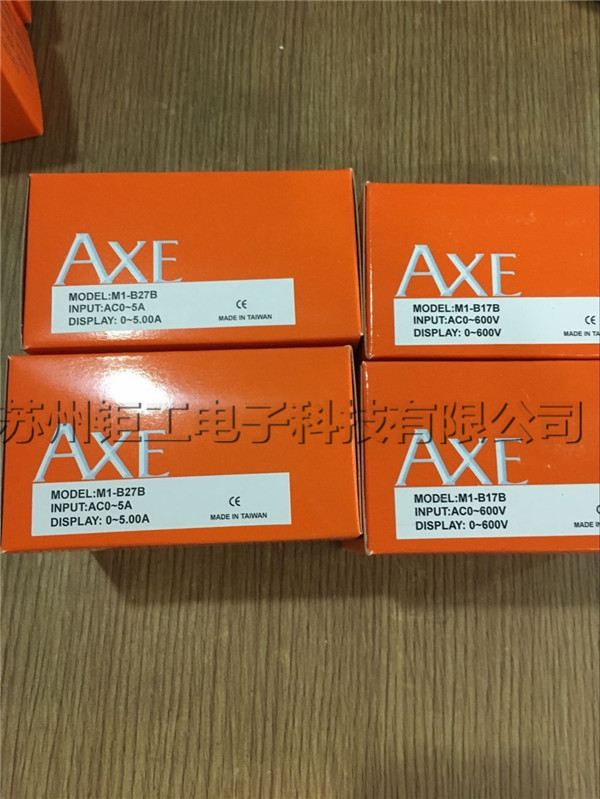 AXE
MODEL:M1-B27B
INPUT:AC0~5A
DISPLAY: 0~5.00A
CE
MADE IN TAIWAN
AXE
MODEL:M1-B17B
INPUT:AC0~600V
DISPLAY: 0~600V
MADE
苏州钜工电子科技有限公司
AXE
MODEL:M1-B27B
INPUT:AC0~5A
DISPLAY: 0~5.00A
CE
MADE IN TAIWAN
AXE
MODEL:M1-B17B
INPUT:AC0~600V
DISPLAY: 0~600V
MADE